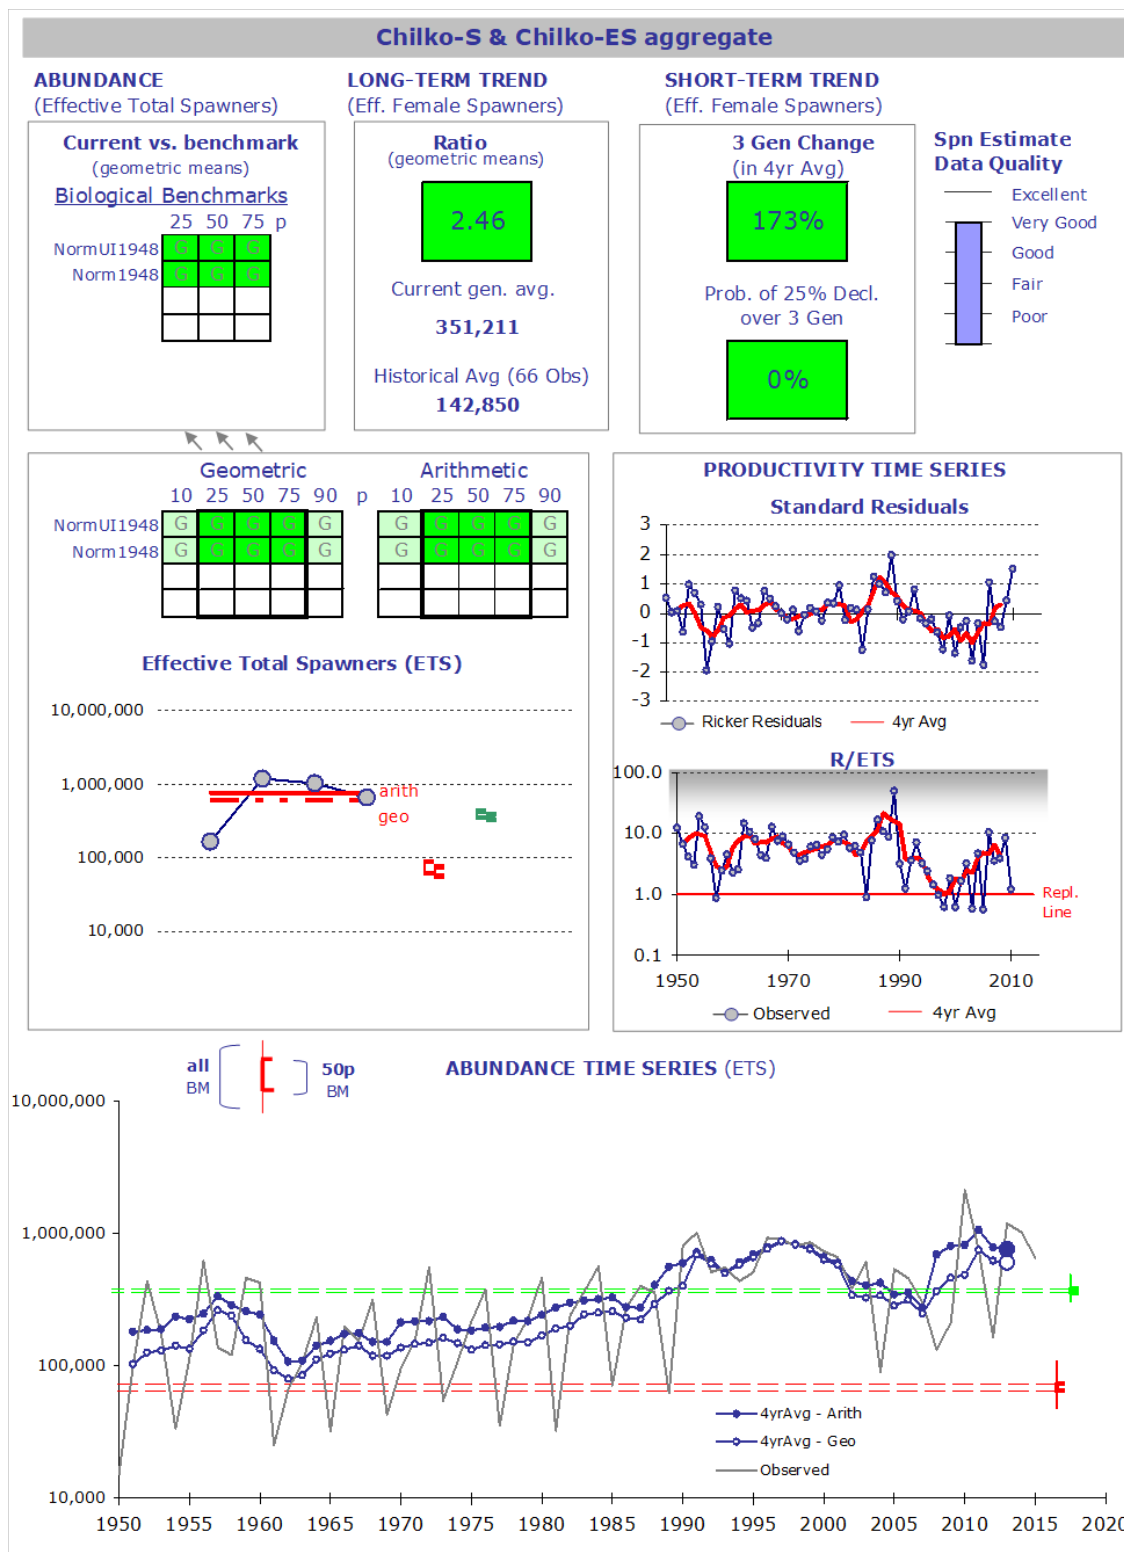 Chilko-S & Chilko-ES aggregate
ABUNDANCE
(Effective Total Spawners)
LONG-TERM TREND
(Eff. Female Spawners)
SHORT-TERM TREND
(Eff. Female Spawners)
Current vs. benchmark
(geometric means)
Biological Benchmarks
25 50 75 p
NormUI1948 G G G
Norm1948 G G G
Ratio
(geometric means)
2.46
Current gen. avg.
351,211
Historical Avg (66 Obs)
142,850
3 Gen Change
(in 4yr Avg)
173%
Prob. of 25% Decl.
over 3 Gen
0%
Spn Estimate
Data Quality
Excellent
Very Good
Good
Fair
Poor
Geometric Arithmetic
10 25 50 75 90 p 10 25 50 75 90
NormUI1948 G G G G G G G G G G
Norm1948 G G G G G G G G G G
Effective Total Spawners (ETS)
10,000,000
1,000,000
100,000
10,000
arith
geo
PRODUCTIVITY TIME SERIES
Standard Residuals
3
2
1
0
-1
-2
-3
Ricker Residuals 4yr Avg
R/ETS
100.0
10.0
1.0
0.1
Repl.
Line
1950 1970 1990 2010
Observed 4yr Avg
all
BM
50p
BM
ABUNDANCE TIME SERIES (ETS)
10,000,000
1,000,000
100,000
10,000
4yrAvg - Arith
4yrAvg - Geo
Observed
1950 1955 1960 1965 1970 1975 1980 1985 1990 1995 2000 2005 2010 2015 2020